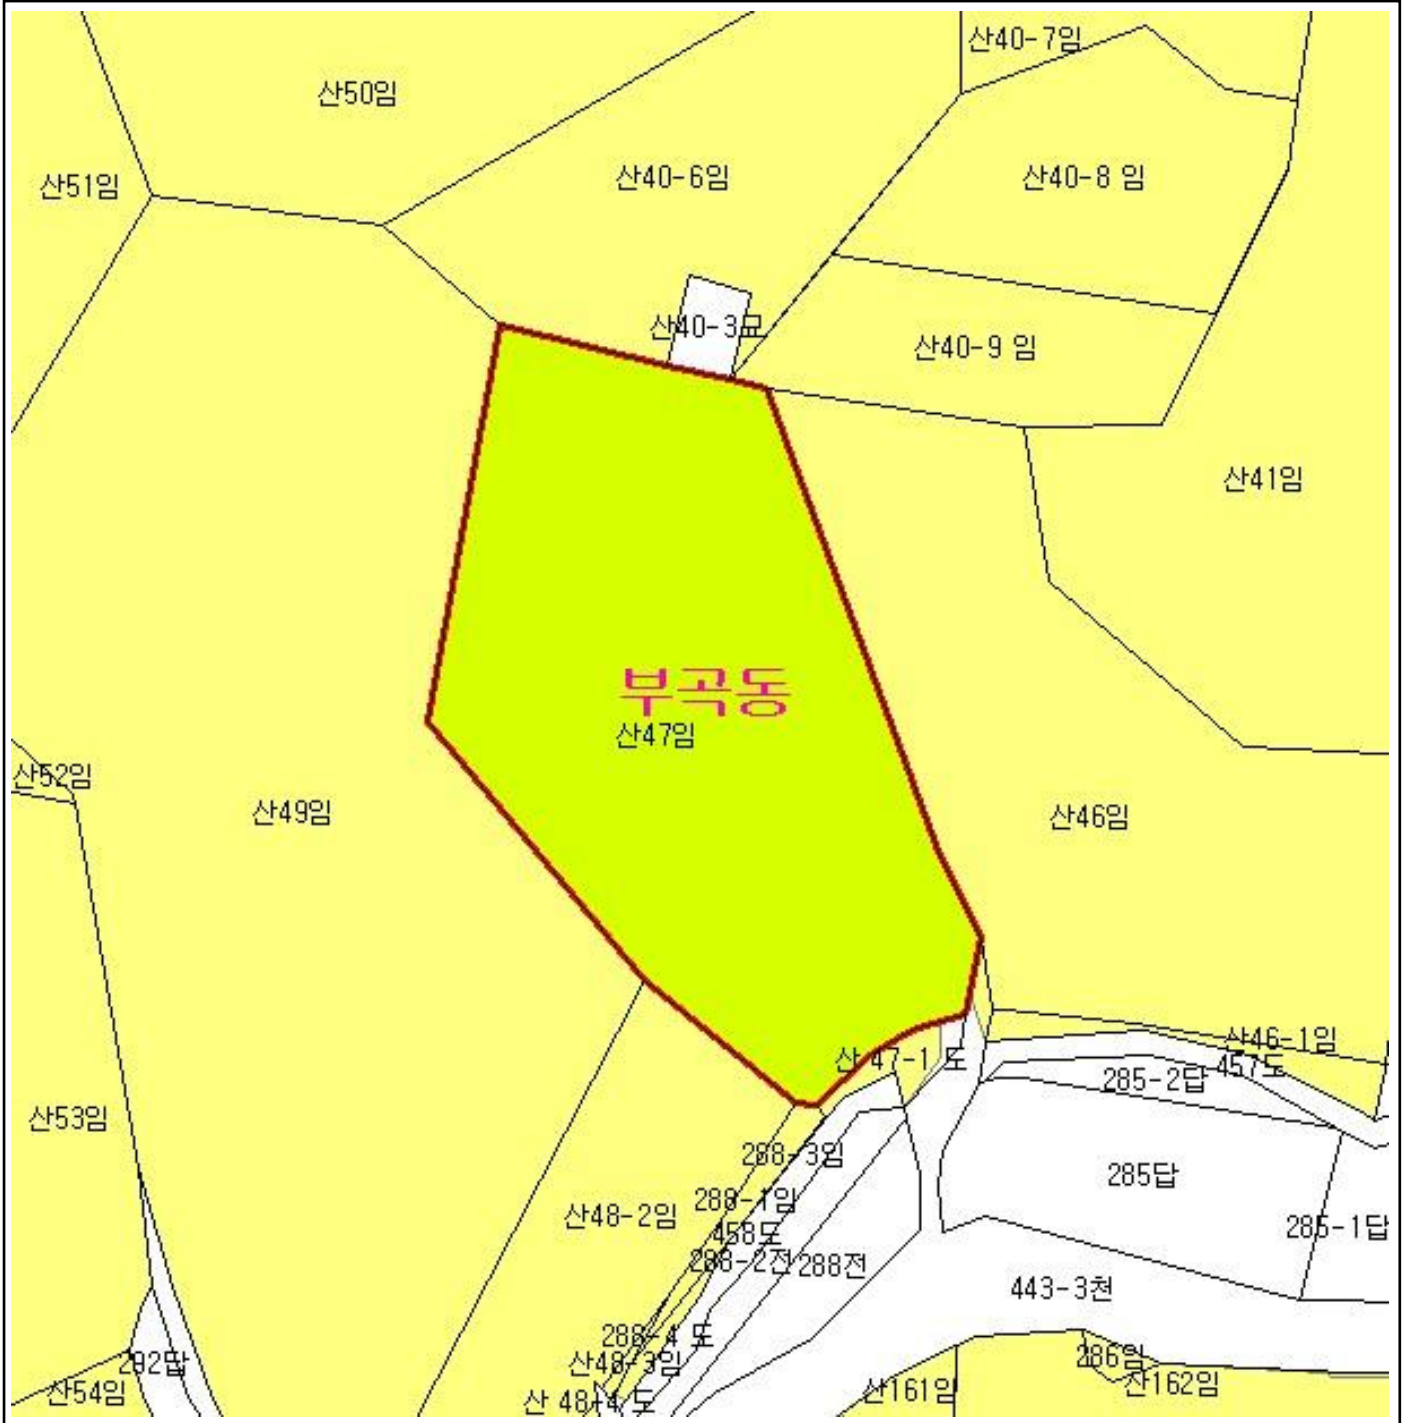 산40-7임
산50임
산40-6임
산40-8 임
산51임
산40-3묘
산40-9 임
산41임
부곡동
산47임
산52임
산49임
산46임
산46-1임
산 47-1 도
457도
285-2답
산53임
288-3임
285답
288-1임
산48-2임
285-1답
458도
288-2전
288전
443-3천
288-4 도
산48-3임
292답
286임
산54임
산161임
산162임
산 48-4 도